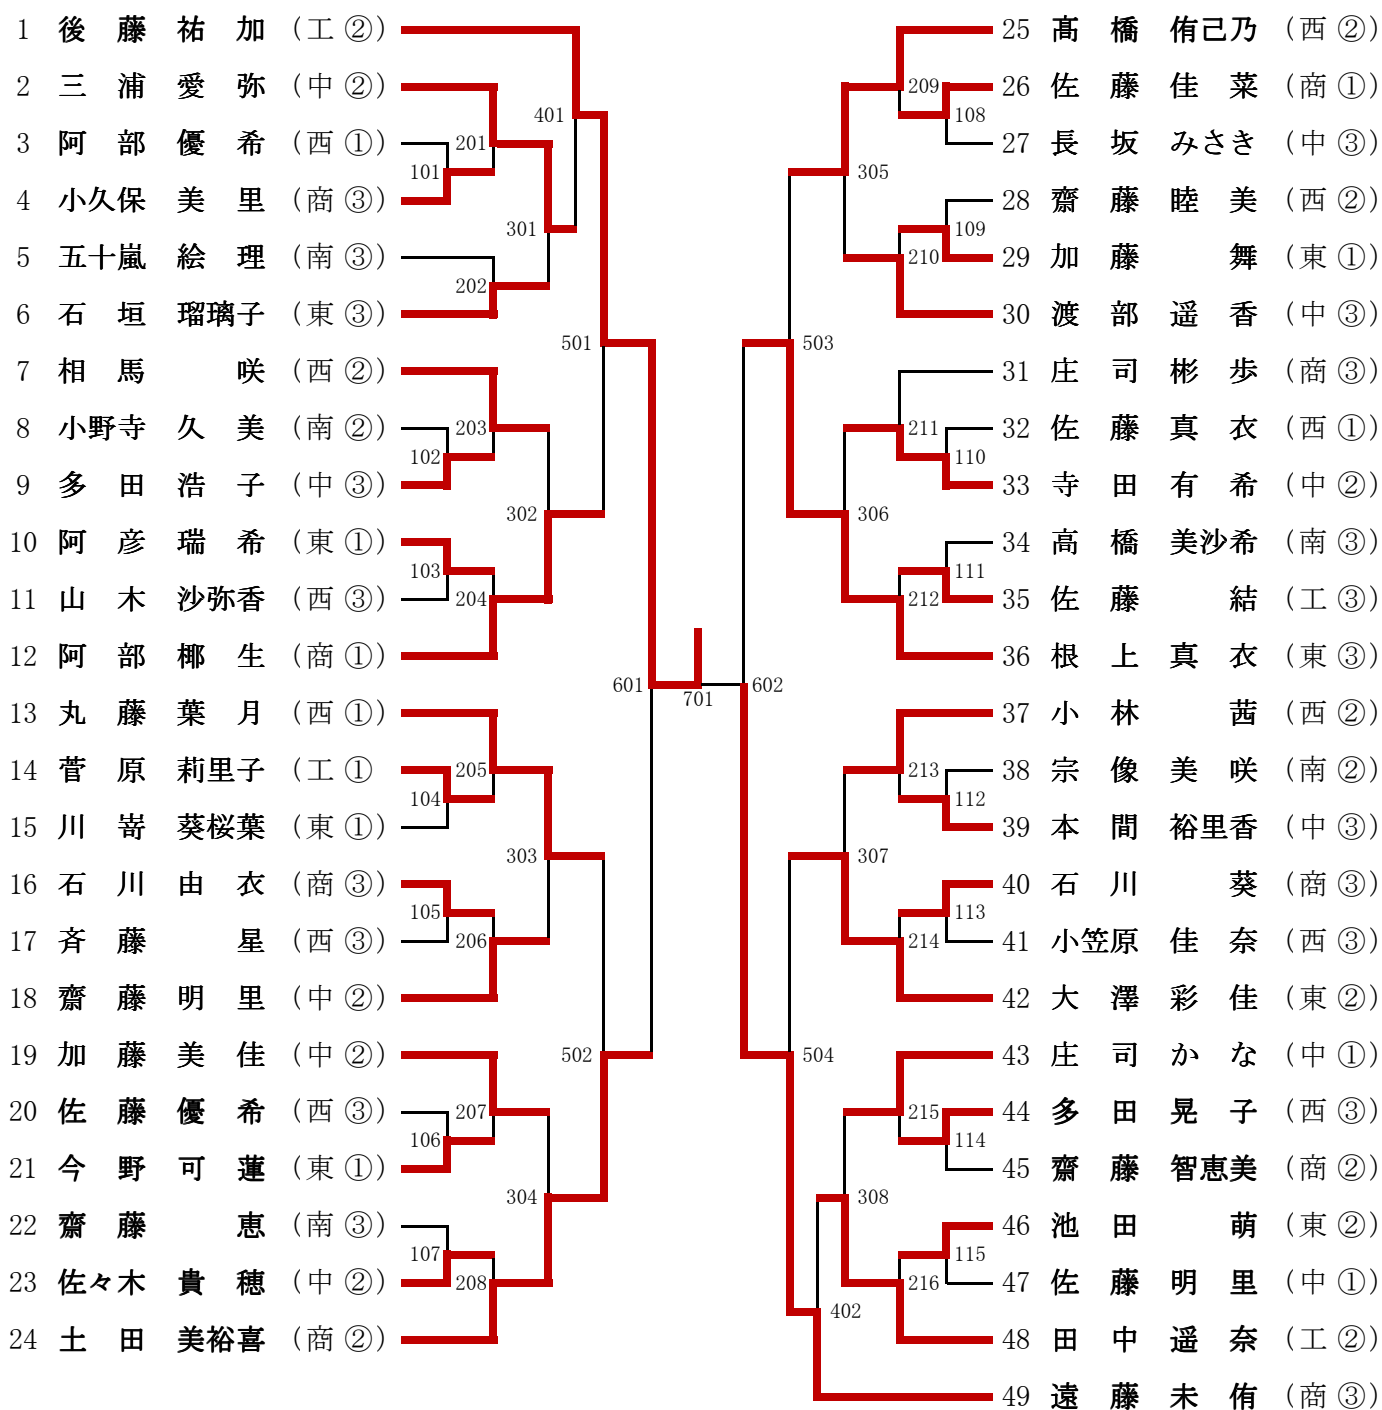 1 後藤祐加 (工 ②)
2 三浦愛弥 (中 ②)
3 阿部優希 (西 ①)
4 小久保美里 (商 ③)
5 五十嵐絵理 (南 ③)
6 石垣瑠璃子 (東 ③)
7 相馬咲 (西 ②)
8 小野寺久美 (南 ②)
9 多田浩子 (中 ③)
10 阿彦瑞希 (東 ①)
11 山木沙弥香 (西 ③)
12 阿部椰生 (商 ①)
13 丸藤葉月 (西 ①)
14 菅原莉里子 (工 ①
15 川嵜葵桜葉 (東 ①)
16 石川由衣 (商 ③)
17 斉藤星 (西 ③)
18 齋藤明里 (中 ②)
19 加藤美佳 (中 ②)
20 佐藤優希 (西 ③)
21 今野可蓮 (東 ①)
22 齋藤恵 (南 ③)
23 佐々木貴穂 (中 ②)
24 土田美裕喜 (商 ②)
101
102
103
104
105
106
107
201
202
203
204
205
206
207
208
301
302
303
304
401
501
502
601
701
602
503
504
402
305
306
307
308
209
210
211
212
213
214
215
216
108
109
110
111
112
113
114
115
25 髙橋侑己乃 (西 ②)
26 佐藤佳菜 (商 ①)
27 長坂みさき (中 ③)
28 齋藤睦美 (西 ②)
29 加藤舞 (東 ①)
30 渡部遥香 (中 ③)
31 庄司彬歩 (商 ③)
32 佐藤真衣 (西 ①)
33 寺田有希 (中 ②)
34 高橋美沙希 (南 ③)
35 佐藤結 (工 ③)
36 根上真衣 (東 ③)
37 小林茜 (西 ②)
38 宗像美咲 (南 ②)
39 本間裕里香 (中 ③)
40 石川葵 (商 ③)
41 小笠原佳奈 (西 ③)
42 大澤彩佳 (東 ②)
43 庄司かな (中 ①)
44 多田晃子 (西 ③)
45 齋藤智恵美 (商 ②)
46 池田萌 (東 ②)
47 佐藤明里 (中 ①)
48 田中遥奈 (工 ②)
49 遠藤未侑 (商 ③)